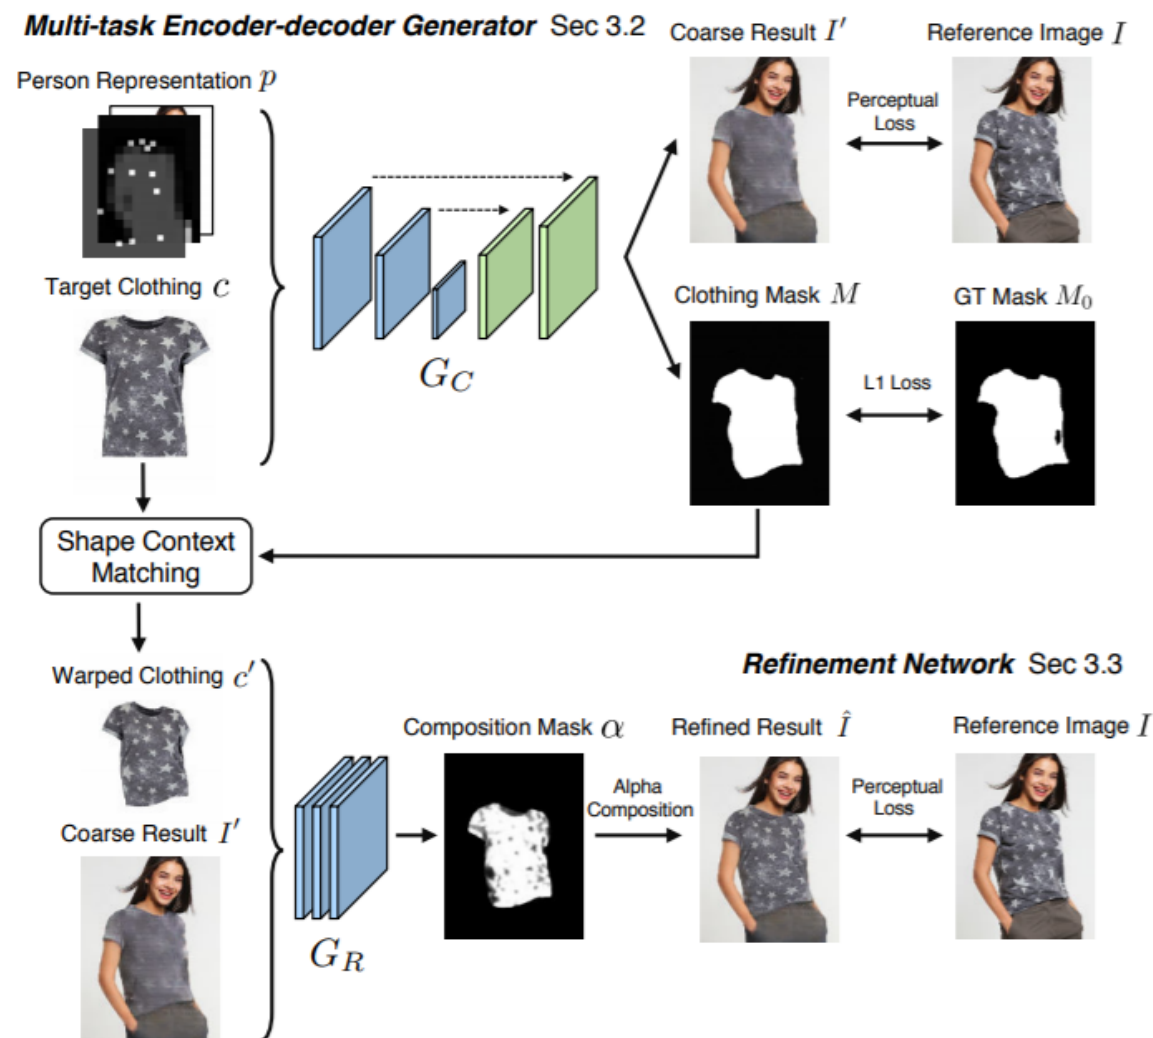 Multi-task Encoder-decoder Generator Sec 3.2
Coarse Result I′
Reference Image I
Person Representation p
Perceptual
Loss
Target Clothing c
G_C
Clothing Mask M
GT Mask M_0
L1 Loss
Shape Context
Matching
Refinement Network Sec 3.3
Warped Clothing c′
Composition Mask α
Refined Result Î
Reference Image I
Alpha
Composition
Perceptual
Loss
Coarse Result I′
G_R